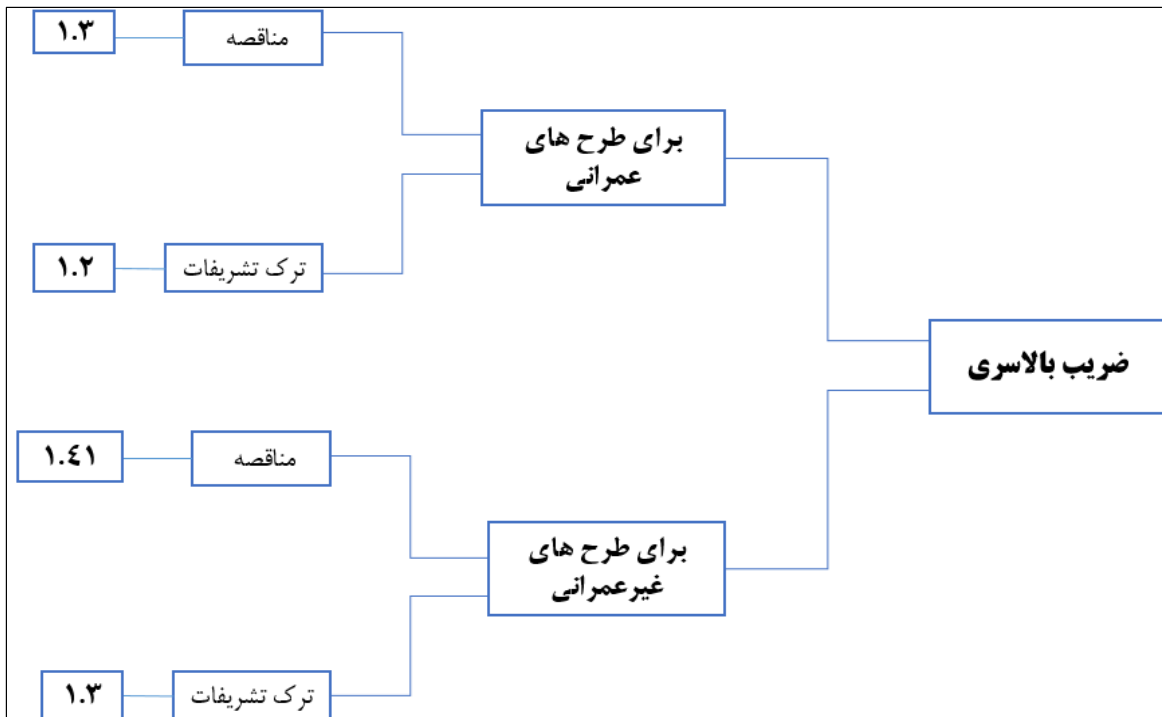 ضریب بالاسری
برای طرح های
عمرانی
مناقصه
۱.۳
ترک تشریفات
۱.۲
برای طرح های
غیرعمرانی
مناقصه
۱.٤۱
ترک تشریفات
۱.۳